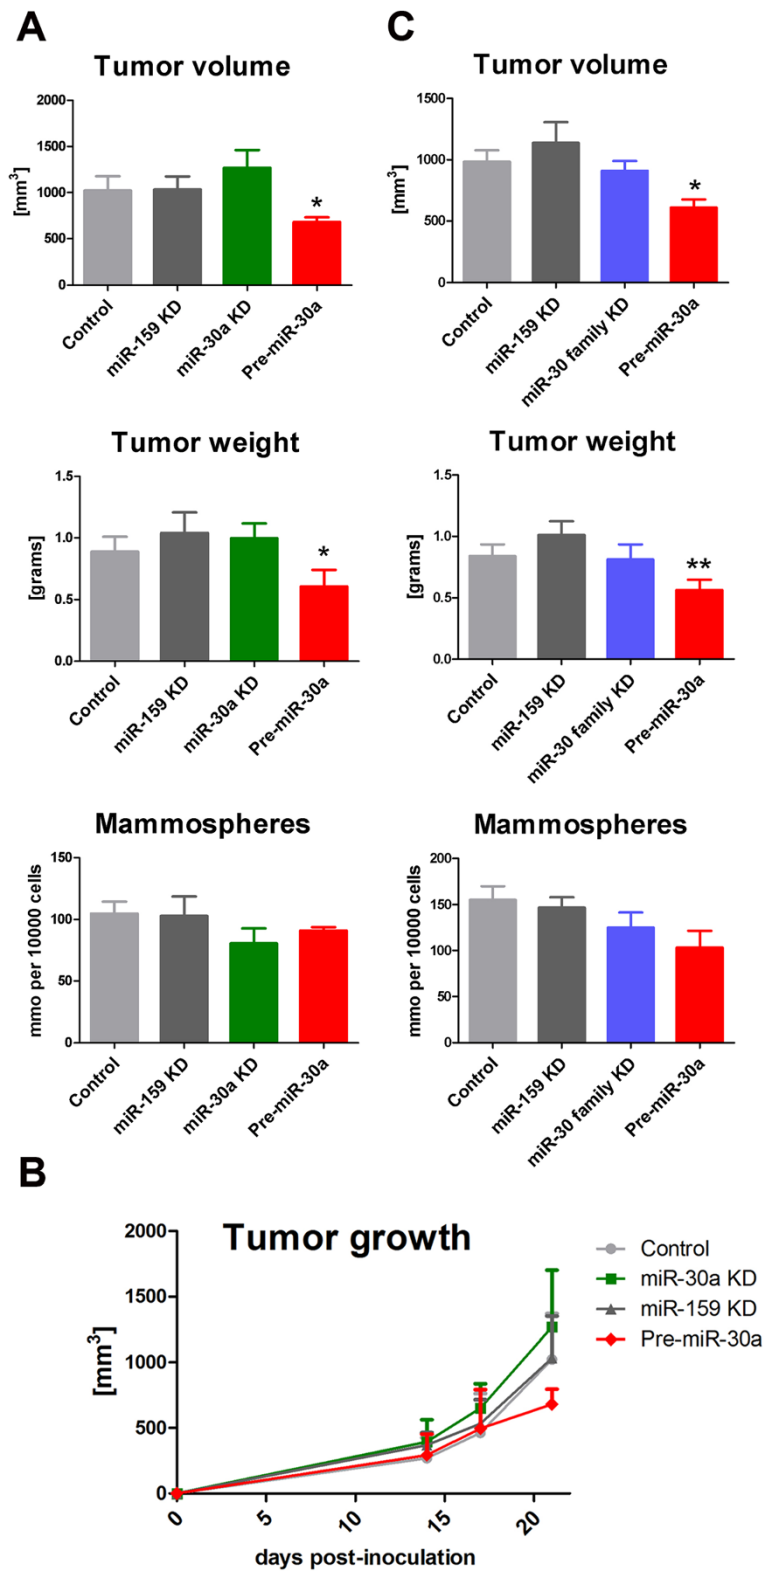 A
Tumor volume
2000
1500
1000
500
0
[mm3]
Control
miR-159 KD
miR-30a KD
Pre-miR-30a
*
Tumor weight
1.5
1.0
0.5
0.0
[grams]
Control
miR-159 KD
miR-30a KD
Pre-miR-30a
*
Mammospheres
150
100
50
0
mmo per 10000 cells
Control
miR-159 KD
miR-30a KD
Pre-miR-30a
C
Tumor volume
1500
1000
500
0
[mm3]
Control
miR-159 KD
miR-30 family KD
Pre-miR-30a
*
Tumor weight
1.5
1.0
0.5
0.0
[grams]
Control
miR-159 KD
miR-30 family KD
Pre-miR-30a
**
Mammospheres
200
150
100
50
0
mmo per 10000 cells
Control
miR-159 KD
miR-30 family KD
Pre-miR-30a
B
Tumor growth
2000
1500
1000
500
0
[mm3]
0
5
10
15
20
days post-inoculation
Control
miR-30a KD
miR-159 KD
Pre-miR-30a